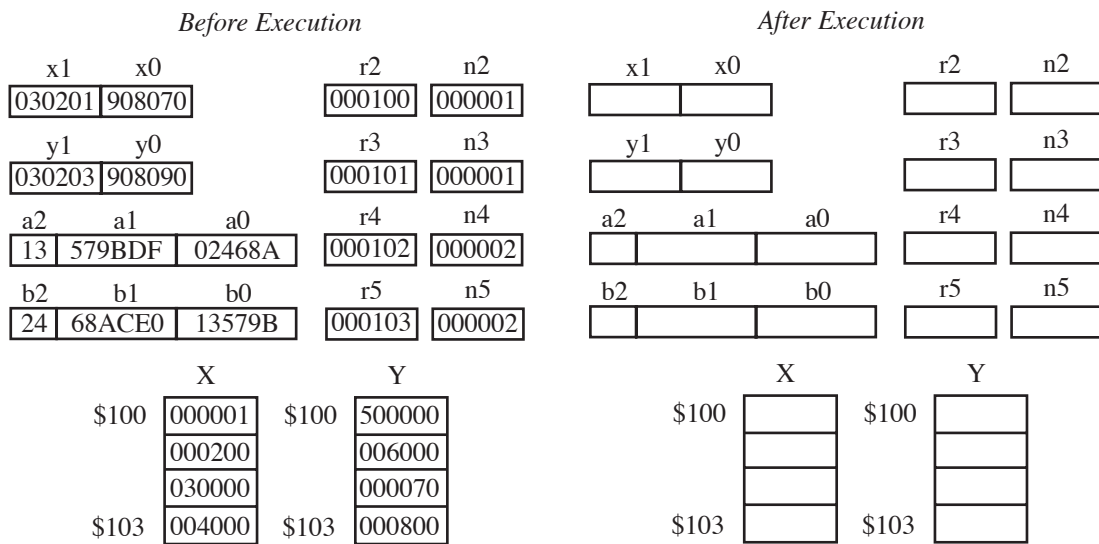 Before Execution
x1 x0 r2 n2
030201 908070 000100 000001
y1 y0 r3 n3
030203 908090 000101 000001
a2 a1 a0 r4 n4
13 579BDF 02468A 000102 000002
b2 b1 b0 r5 n5
24 68ACE0 13579B 000103 000002
X Y
$100 000001 $100 500000
000200 006000
030000 000070
$103 004000 $103 000800
After Execution
x1 x0 r2 n2
y1 y0 r3 n3
a2 a1 a0 r4 n4
b2 b1 b0 r5 n5
X Y
$100 $100
$103 $103